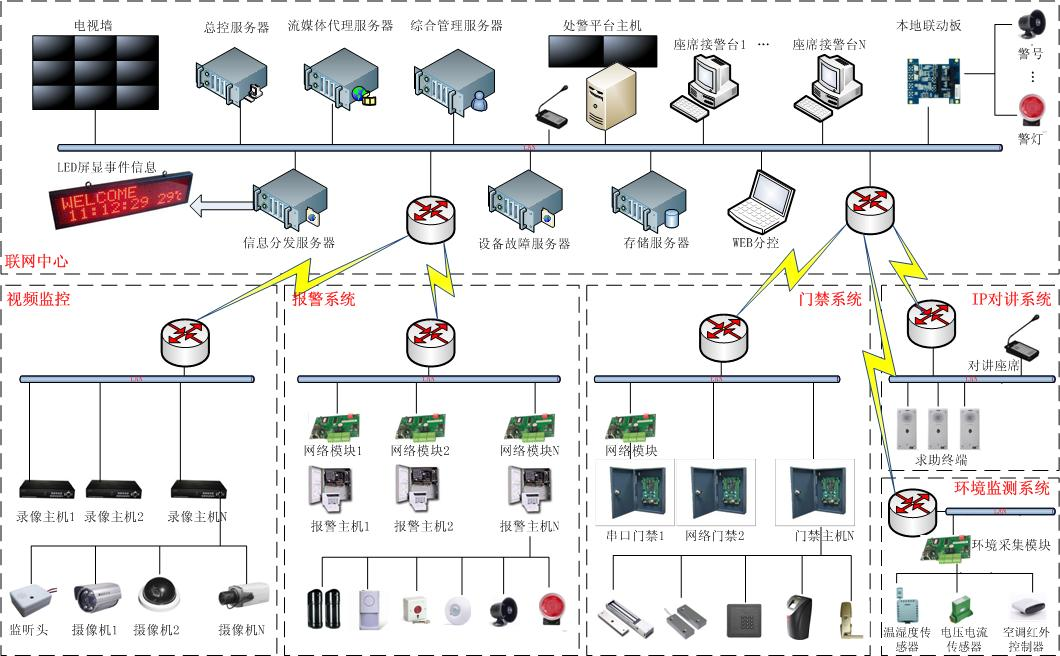 电视墙
总控服务器
流媒体代理服务器
综合管理服务器
处警平台主机
座席接警台1
…
座席接警台N
本地联动板
警号
警灯
LAN
LED屏显事件信息
WELCOME
11:12:29 29℃
信息分发服务器
设备故障服务器
存储服务器
WEB分控
联网中心
视频监控
LAN
录像主机1
录像主机2
录像主机N
监听头
摄像机1
摄像机2
摄像机N
报警系统
LAN
网络模块1
网络模块2
网络模块N
报警主机1
报警主机2
报警主机N
门禁系统
LAN
网络模块
串口门禁1
网络门禁2
门禁主机N
IP对讲系统
对讲座席
LAN
求助终端
环境监测系统
LAN
环境采集模块
温湿度传
感器
电压电流
传感器
空调红外
控制器